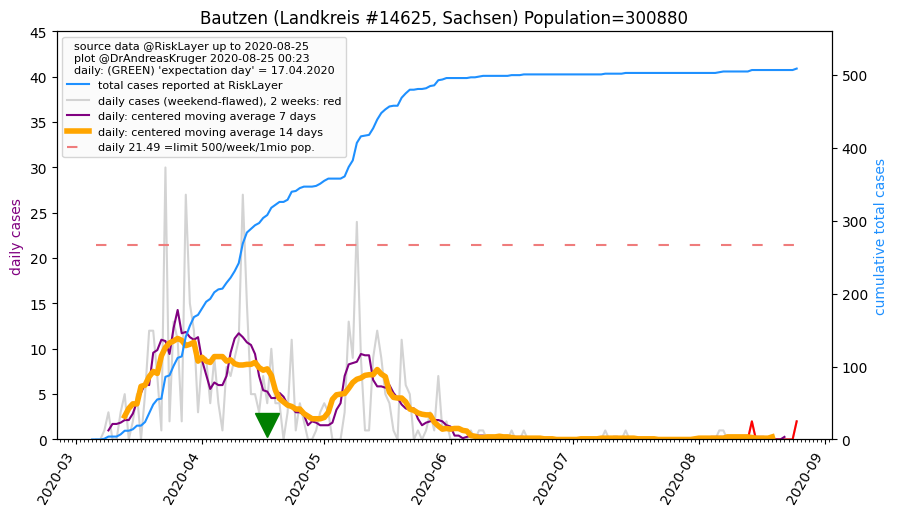 Bautzen (Landkreis #14625, Sachsen) Population=300880
source data @RiskLayer up to 2020-08-25
plot @DrAndreasKruger 2020-08-25 00:23
daily: (GREEN) 'expectation day' = 17.04.2020
total cases reported at RiskLayer
daily cases (weekend-flawed), 2 weeks: red
daily: centered moving average 7 days
daily: centered moving average 14 days
daily 21.49 =limit 500/week/1mio pop.
daily cases
45
40
35
30
25
20
15
10
5
0
cumulative total cases
500
400
300
200
100
0
2020-03
2020-04
2020-05
2020-06
2020-07
2020-08
2020-09